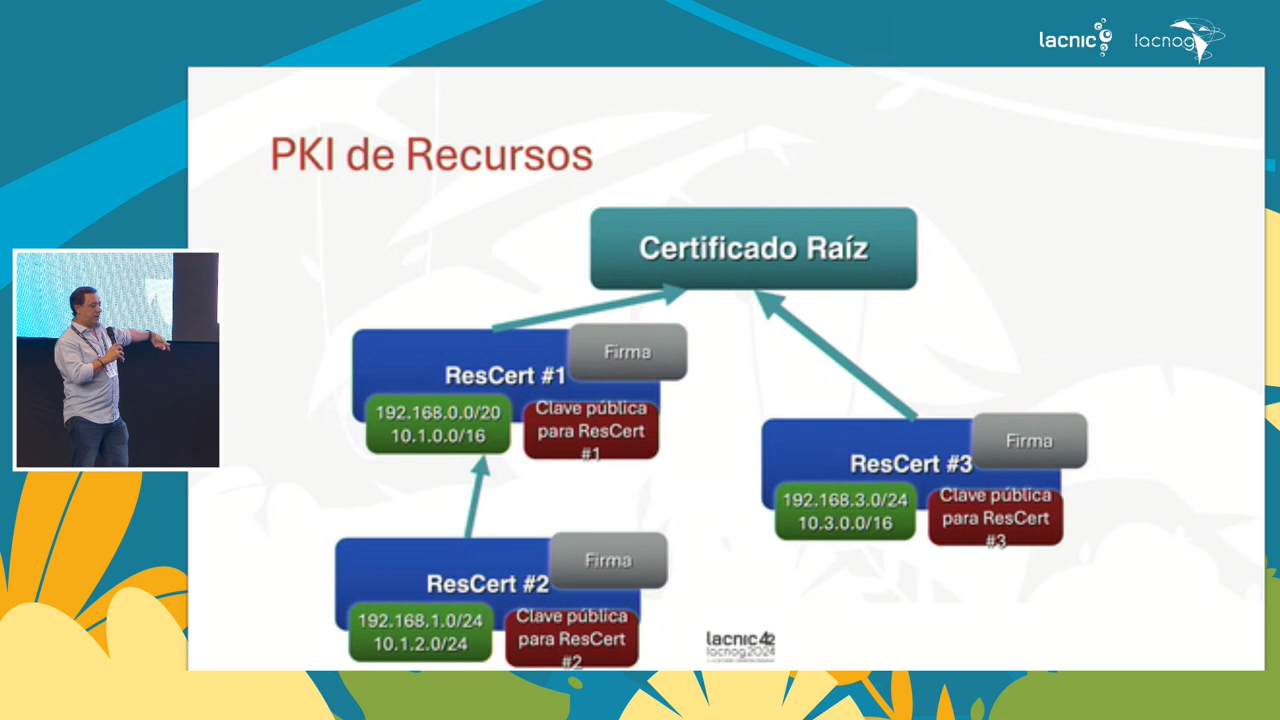 lacnic
lacnog
PKI de Recursos
Certificado Raíz
Firma
ResCert #1
192.168.0.0/20
10.1.0.0/16
Clave pública
para ResCert
#1
Firma
ResCert #3
192.168.3.0/24
10.3.0.0/16
Clave pública
para ResCert
#3
Firma
ResCert #2
192.168.1.0/24
10.1.2.0/24
Clave pública
para ResCert
#2
lacnic42
lacnog2024